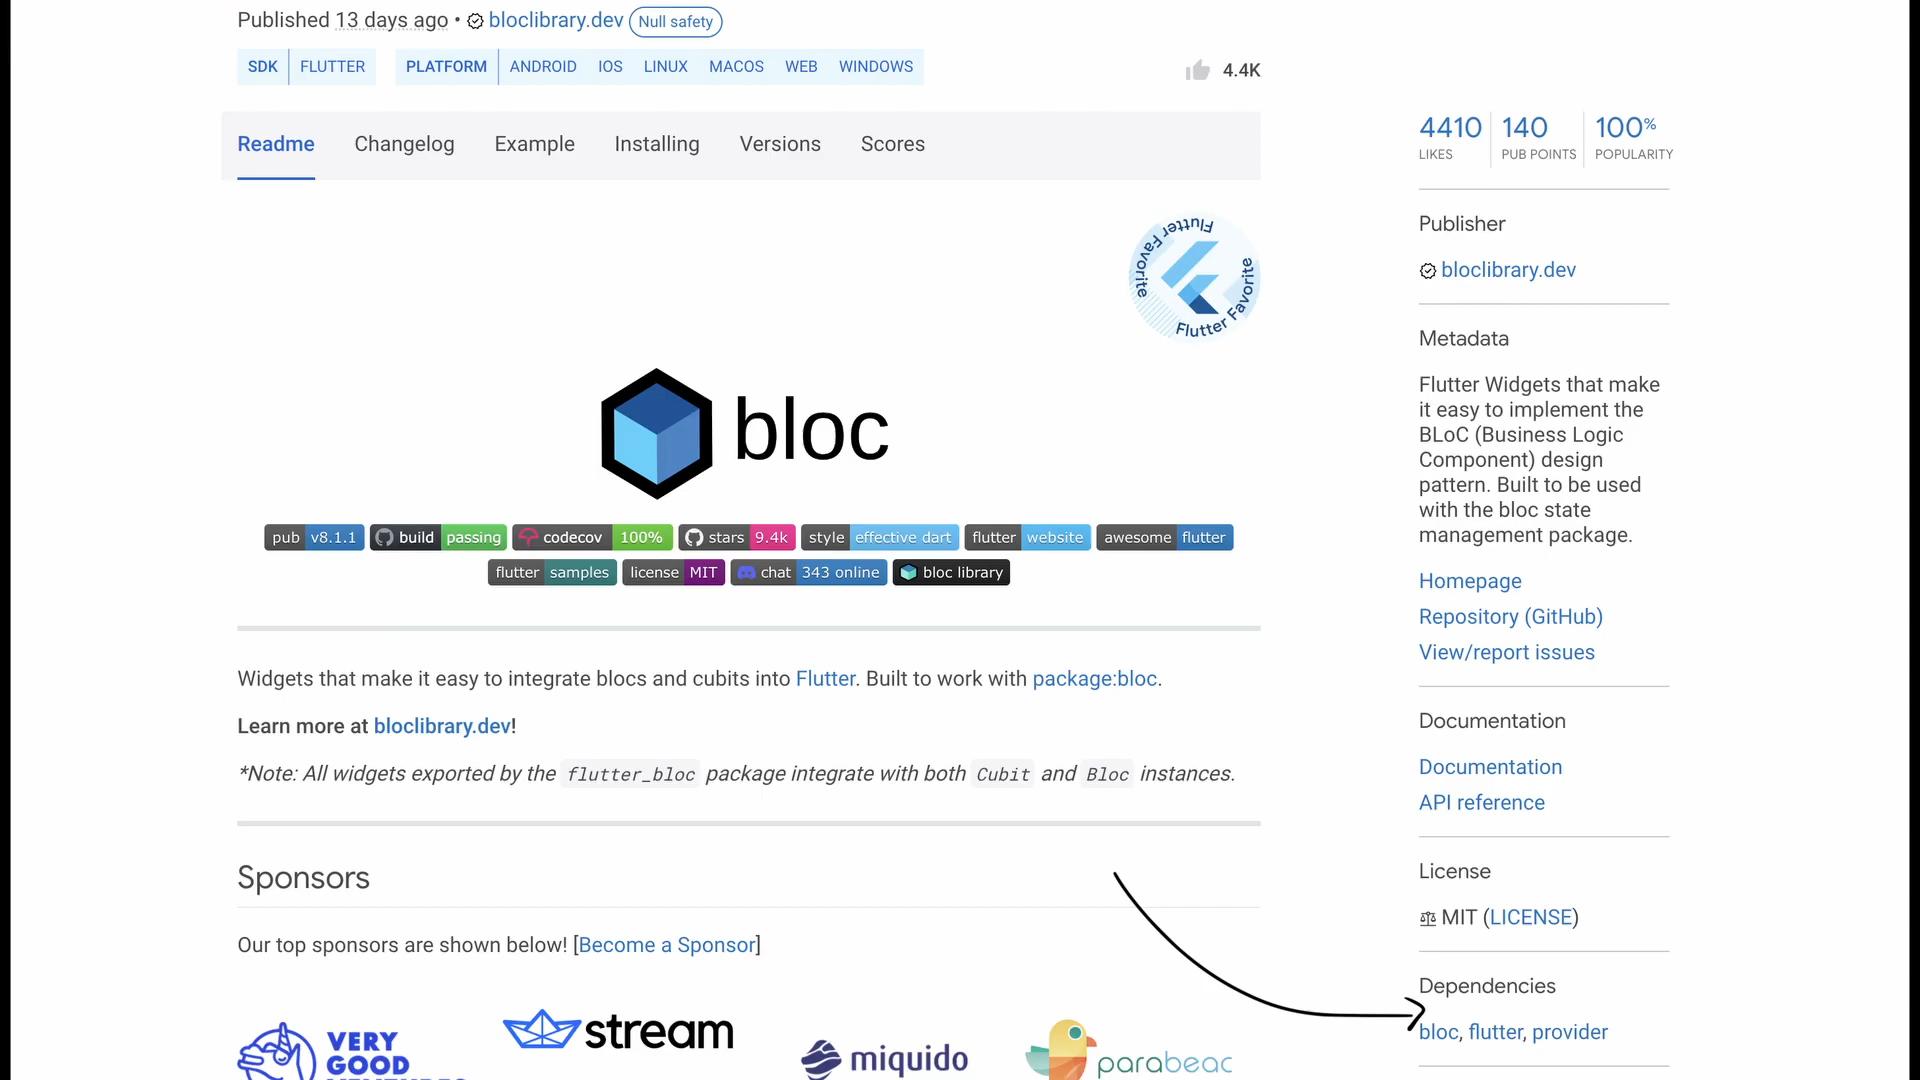 Published 13 days ago • bloclibrary.dev Null safety
SDK FLUTTER PLATFORM ANDROID IOS LINUX MACOS WEB WINDOWS
4.4K
Readme Changelog Example Installing Versions Scores
Flutter Favorite Flutter Favorite
bloc
pub v8.1.1 build passing codecov 100% stars 9.4k style effective dart flutter website awesome flutter
flutter samples license MIT chat 343 online bloc library
Widgets that make it easy to integrate blocs and cubits into Flutter. Built to work with package:bloc.
Learn more at bloclibrary.dev!
*Note: All widgets exported by the flutter_bloc package integrate with both Cubit and Bloc instances.
Sponsors
Our top sponsors are shown below! [Become a Sponsor]
VERY
GOOD
stream
miquido
parabeac
4410 140 100%
LIKES PUB POINTS POPULARITY
Publisher
bloclibrary.dev
Metadata
Flutter Widgets that make
it easy to implement the
BLoC (Business Logic
Component) design
pattern. Built to be used
with the bloc state
management package.
Homepage
Repository (GitHub)
View/report issues
Documentation
Documentation
API reference
License
MIT (LICENSE)
Dependencies
bloc, flutter, provider